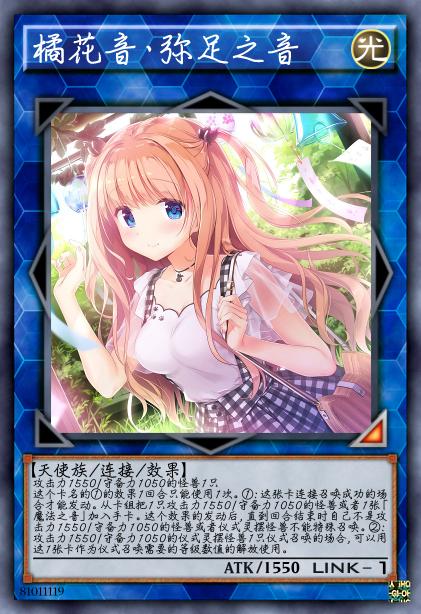 橘花音·弥足之音
光
【天使族/连接/效果】
攻击力1550/守备力1050的怪兽1只
这个卡名的①的效果1回合只能使用1次。①：这张卡连接召唤成功的场
合才能发动。从卡组把1只攻击力1550/守备力1050的怪兽或者1张「
魔法之音」加入手卡。这个效果的发动后，直到回合结束时自己不是攻
击力1550/守备力1050的怪兽或者仪式灵摆怪兽不能特殊召唤。②：
攻击力1550/守备力1050的仪式灵摆怪兽1只仪式召唤的场合，可以用
这1张卡作为仪式召唤需要的等级数值的解放使用。
ATK/1550 LINK-1
81011119